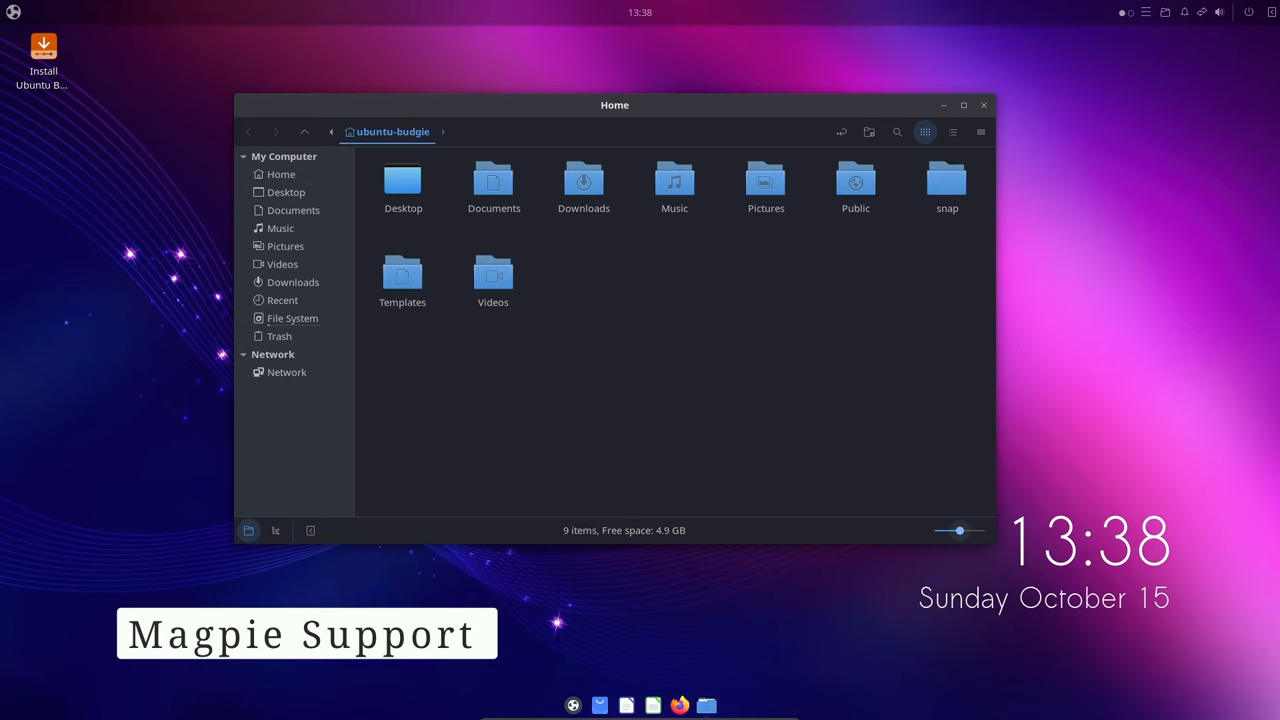 13:38
Install
Ubuntu B...
Home
ubuntu-budgie
My Computer
Home
Desktop
Documents
Music
Pictures
Videos
Downloads
Recent
File System
Trash
Network
Network
Desktop
Documents
Downloads
Music
Pictures
Public
snap
Templates
Videos
9 items, Free space: 4.9 GB
13:38
Sunday October 15
Magpie Support